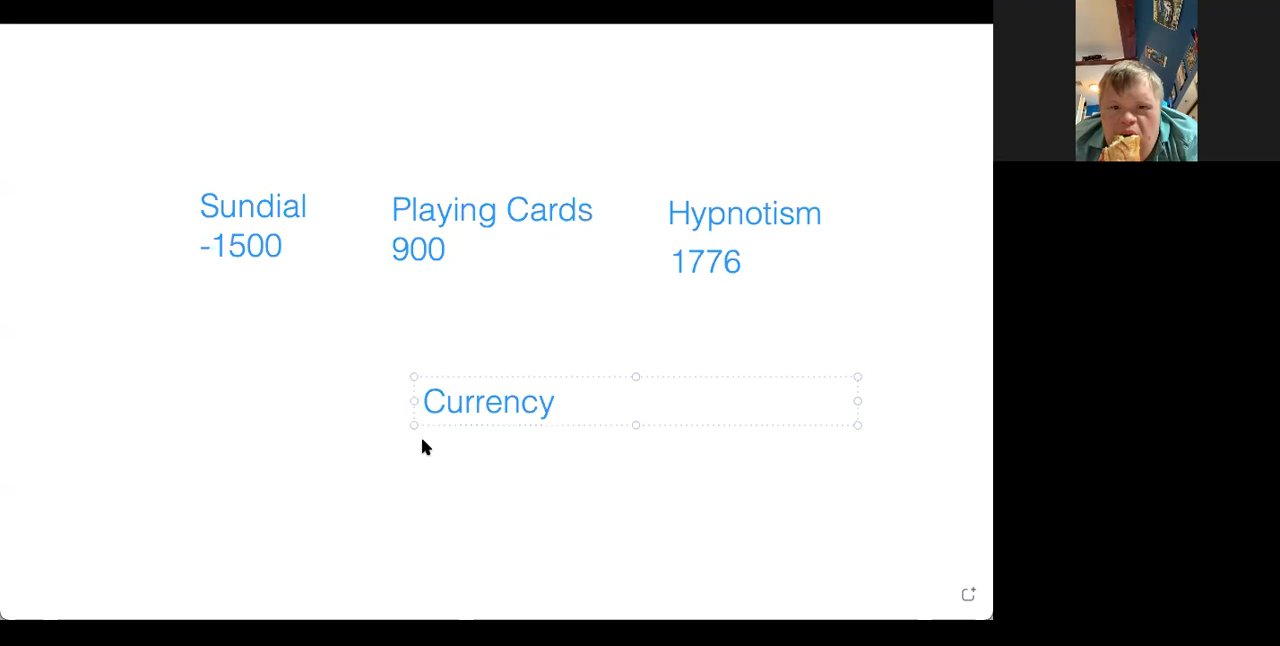 Sundial
-1500
Playing Cards
900
Hypnotism
1776
Currency